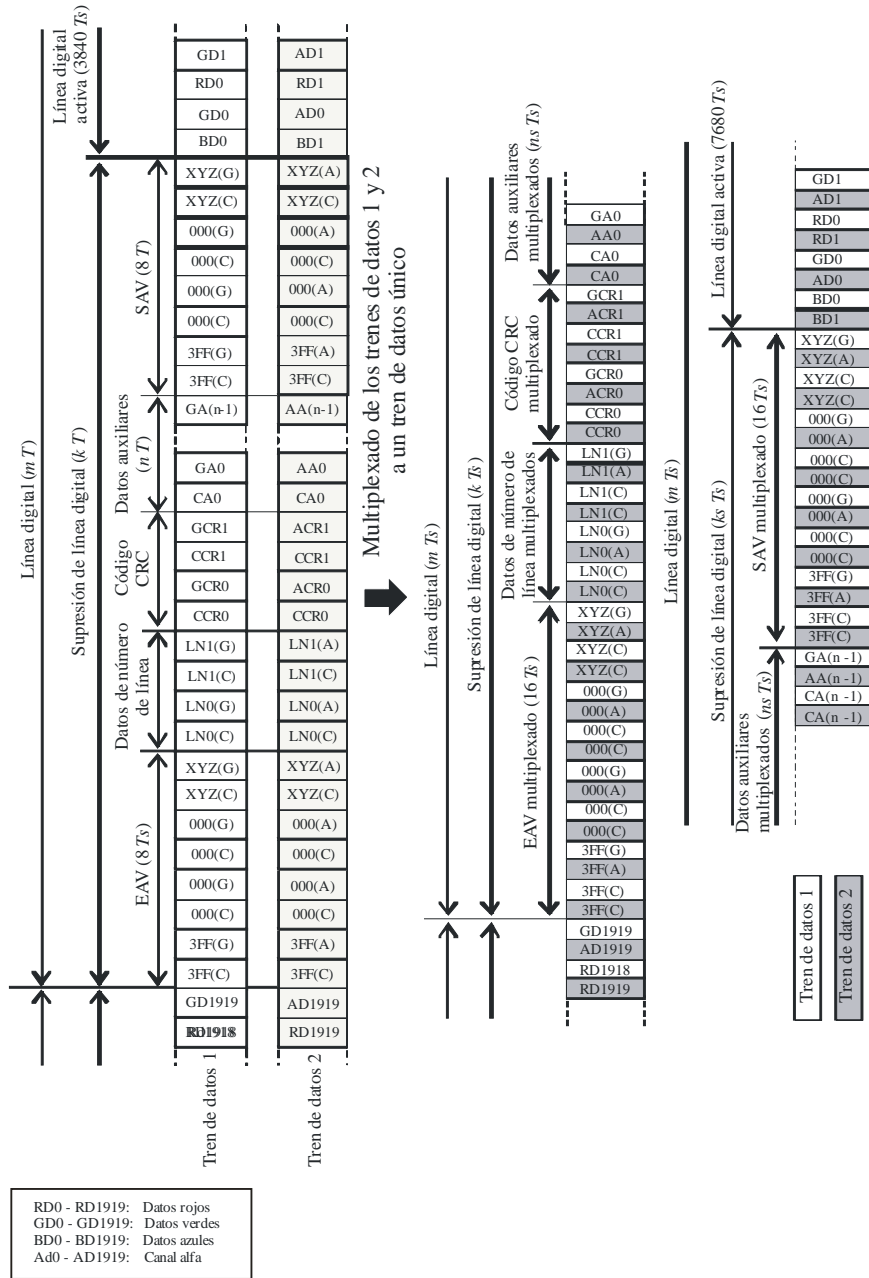 Línea digital (m T)
Supresión de línea digital (k T)
Línea digital
activa (3840 Ts)
SAV (8 T)
Datos auxiliares
(n T)
Código
CRC
Datos de número
de línea
EAV (8 Ts)
GD1
RD0
GD0
BD0
XYZ(G)
XYZ(C)
000(G)
000(C)
000(G)
000(C)
3FF(G)
3FF(C)
GA(n-1)
GA0
CA0
GCR1
CCR1
GCR0
CCR0
LN1(G)
LN1(C)
LN0(G)
LN0(C)
XYZ(G)
XYZ(C)
000(G)
000(C)
000(G)
000(C)
3FF(G)
3FF(C)
GD1919
Tren de datos 1
AD1
RD1
AD0
BD1
XYZ(A)
XYZ(C)
000(A)
000(C)
000(A)
000(C)
3FF(A)
3FF(C)
AA(n-1)
AA0
CA0
ACR1
CCR1
ACR0
CCR0
LN1(A)
LN1(C)
LN0(A)
LN0(C)
XYZ(A)
XYZ(C)
000(A)
000(C)
000(A)
000(C)
3FF(A)
3FF(C)
AD1919
RD1919
Tren de datos 2
Multiplexado de los trenes de datos 1 y 2
a un tren de datos único
Línea digital (m Ts)
Supresión de línea digital (k Ts)
Datos auxiliares
multiplexados (ns Ts)
Código CRC
multiplexado
Datos de número de
línea multiplexados
EAV multiplexado (16 Ts)
GA0
AA0
CA0
CA0
GCR1
ACR1
CCR1
CCR1
GCR0
ACR0
CCR0
CCR0
LN1(G)
LN1(A)
LN1(C)
LN1(C)
LN0(G)
LN0(A)
LN0(C)
LN0(C)
XYZ(G)
XYZ(A)
XYZ(C)
XYZ(C)
000(G)
000(A)
000(C)
000(C)
000(G)
000(A)
000(C)
000(C)
3FF(G)
3FF(A)
3FF(C)
3FF(C)
GD1919
AD1919
RD1918
RD1919
Línea digital (m Ts)
Línea digital activa (7680 Ts)
Supresión de línea digital (ks Ts)
SAV multiplexado (16 Ts)
Datos auxiliares
multiplexados (ns Ts)
GD1
AD1
RD0
RD1
GD0
AD0
BD0
BD1
XYZ(G)
XYZ(A)
XYZ(C)
XYZ(C)
000(G)
000(A)
000(C)
000(C)
000(G)
000(A)
000(C)
000(C)
3FF(G)
3FF(A)
3FF(C)
3FF(C)
GA(n -1)
AA(n -1)
CA(n -1)
CA(n -1)
Tren de datos 1
Tren de datos 2
RD0 - RD1919: Datos rojos
GD0 - GD1919: Datos verdes
BD0 - BD1919: Datos azules
Ad0 - AD1919: Canal alfa